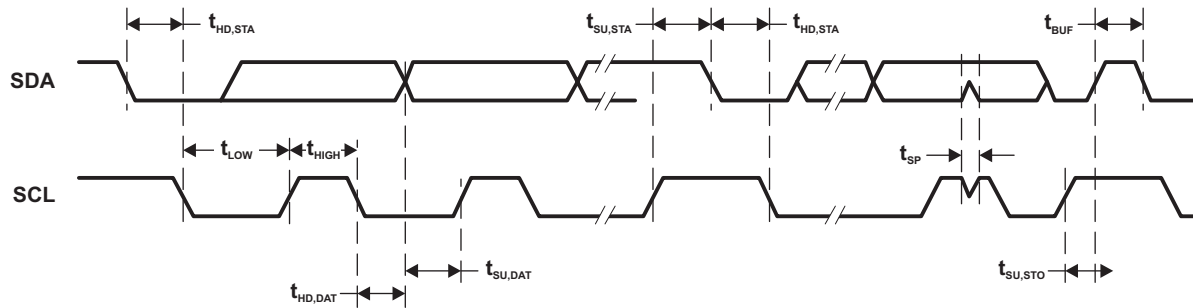 tHD,STA
tSU,STA
tHD,STA
tBUF
SDA
tLOW
tHIGH
tSP
SCL
tSU,DAT
tSU,STO
tHD,DAT